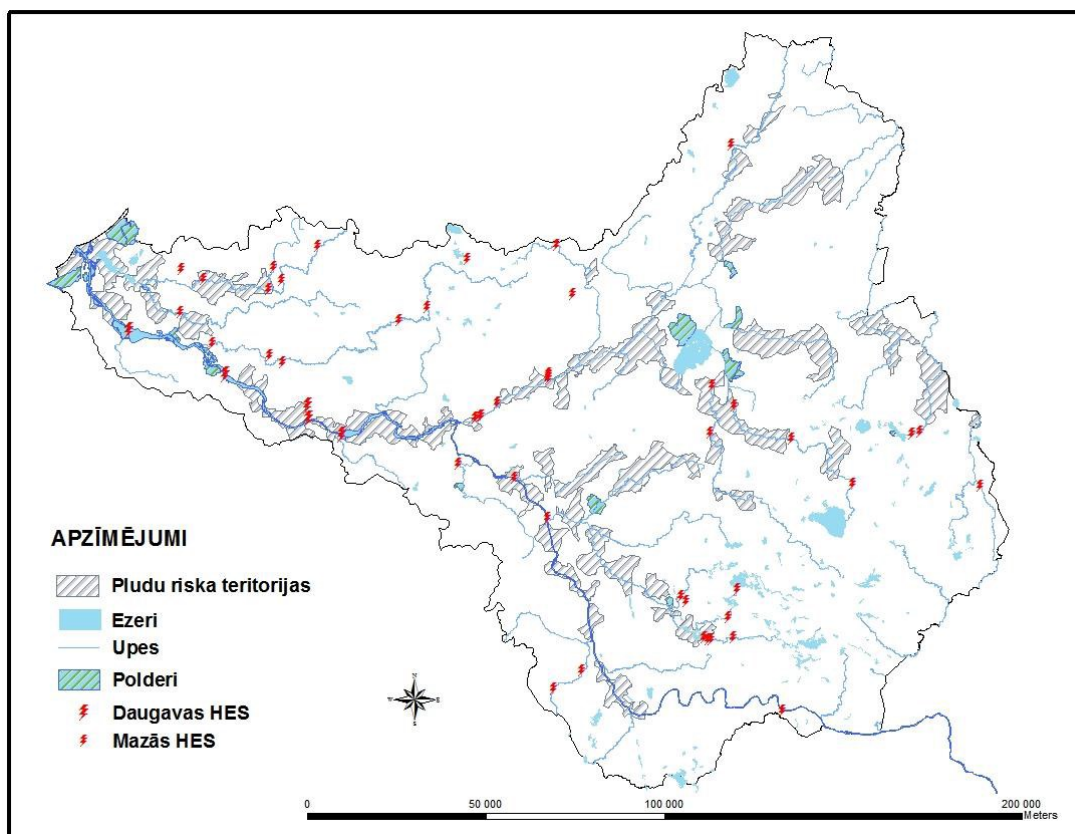 APZĪMĒJUMI
Pludu riska teritorijas
Ezeri
Upes
Polderi
Daugavas HES
Mazās HES
0 50 000 100 000 200 000
Meters